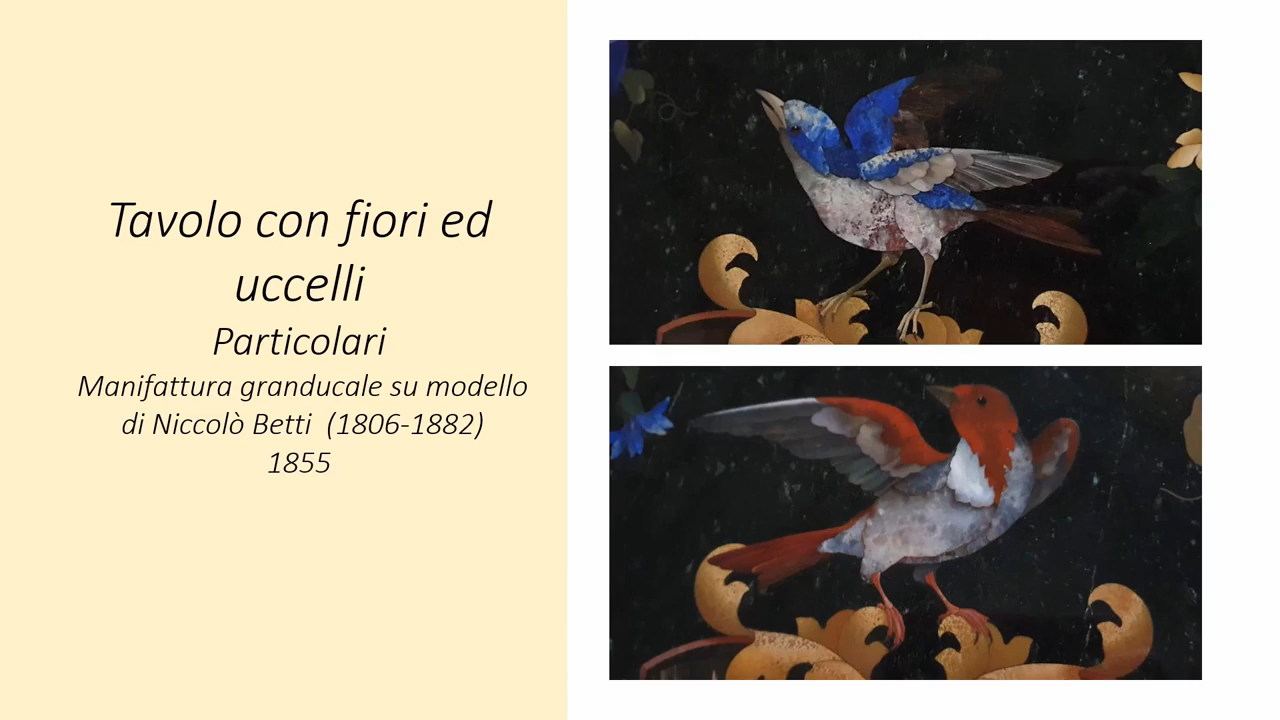 Tavolo con fiori ed
uccelli
Particolari
Manifattura granducale su modello
di Niccolò Betti (1806-1882)
1855